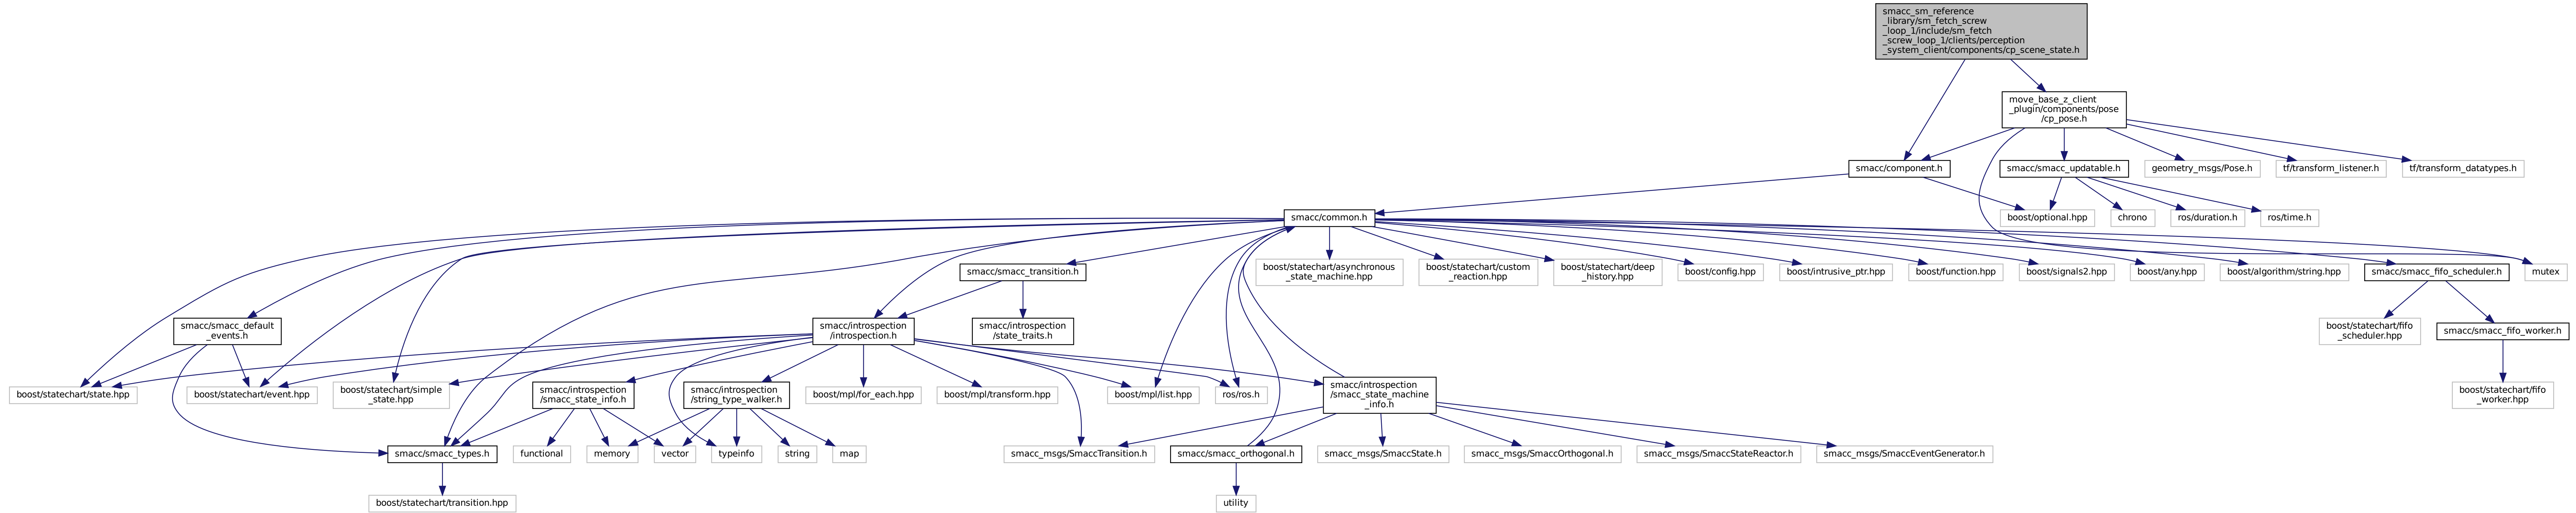 smacc_sm_reference
_library/sm_fetch_screw
_loop_1/include/sm_fetch
_screw_loop_1/clients/perception
_system_client/components/cp_scene_state.h
move_base_z_client
_plugin/components/pose
/cp_pose.h
smacc/component.h
smacc/smacc_updatable.h
geometry_msgs/Pose.h
tf/transform_listener.h
tf/transform_datatypes.h
smacc/common.h
boost/optional.hpp
chrono
ros/duration.h
ros/time.h
smacc/smacc_transition.h
boost/statechart/asynchronous
_state_machine.hpp
boost/statechart/custom
_reaction.hpp
boost/statechart/deep
_history.hpp
boost/config.hpp
boost/intrusive_ptr.hpp
boost/function.hpp
boost/signals2.hpp
boost/any.hpp
boost/algorithm/string.hpp
smacc/smacc_fifo_scheduler.h
mutex
smacc/smacc_default
_events.h
smacc/introspection
/introspection.h
smacc/introspection
/state_traits.h
boost/statechart/fifo
_scheduler.hpp
smacc/smacc_fifo_worker.h
boost/statechart/state.hpp
boost/statechart/event.hpp
boost/statechart/simple
_state.hpp
smacc/introspection
/smacc_state_info.h
smacc/introspection
/string_type_walker.h
boost/mpl/for_each.hpp
boost/mpl/transform.hpp
boost/mpl/list.hpp
ros/ros.h
smacc/introspection
/smacc_state_machine
_info.h
boost/statechart/fifo
_worker.hpp
smacc/smacc_types.h
functional
memory
vector
typeinfo
string
map
smacc_msgs/SmaccTransition.h
smacc/smacc_orthogonal.h
smacc_msgs/SmaccState.h
smacc_msgs/SmaccOrthogonal.h
smacc_msgs/SmaccStateReactor.h
smacc_msgs/SmaccEventGenerator.h
boost/statechart/transition.hpp
utility